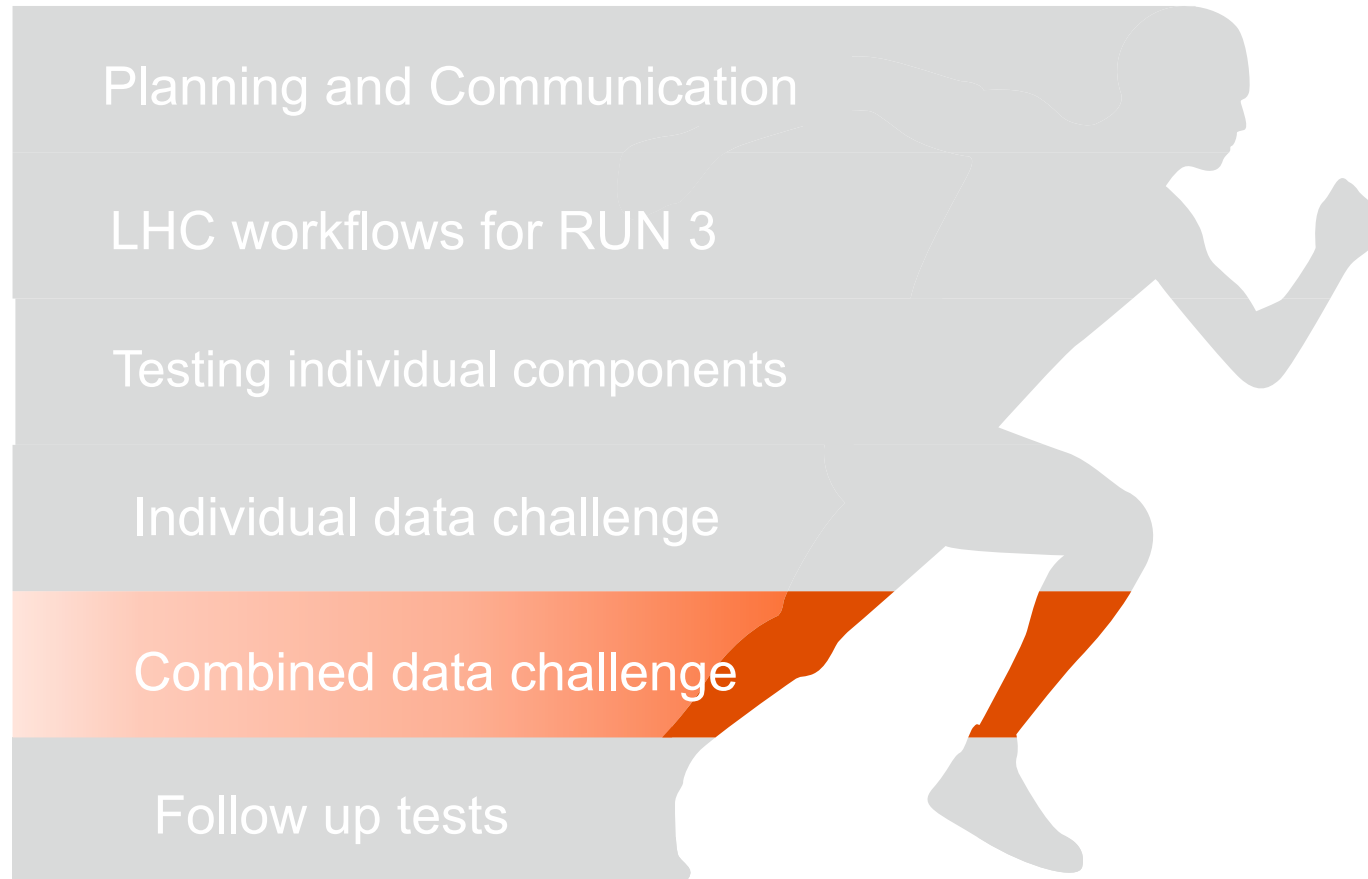 Planning and Communication
LHC workflows for RUN 3
Testing individual components
Individual data challenge
Combined data challenge
Follow up tests